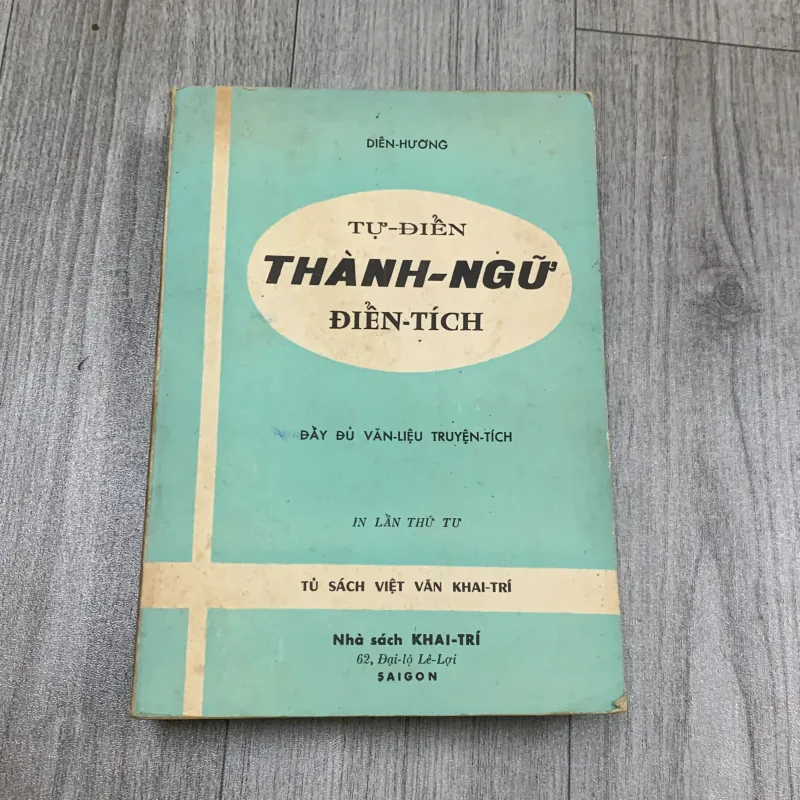 DIÊN-HƯƠNG
TỰ-ĐIỂN
THÀNH-NGỮ
ĐIỂN-TÍCH
ĐẦY ĐỦ VĂN-LIỆU TRUYỆN-TÍCH
IN LẦN THỨ TƯ
TỦ SÁCH VIỆT VĂN KHAI-TRÍ
Nhà sách KHAI-TRÍ
62, Đại-lộ Lê-Lợi
SAIGON